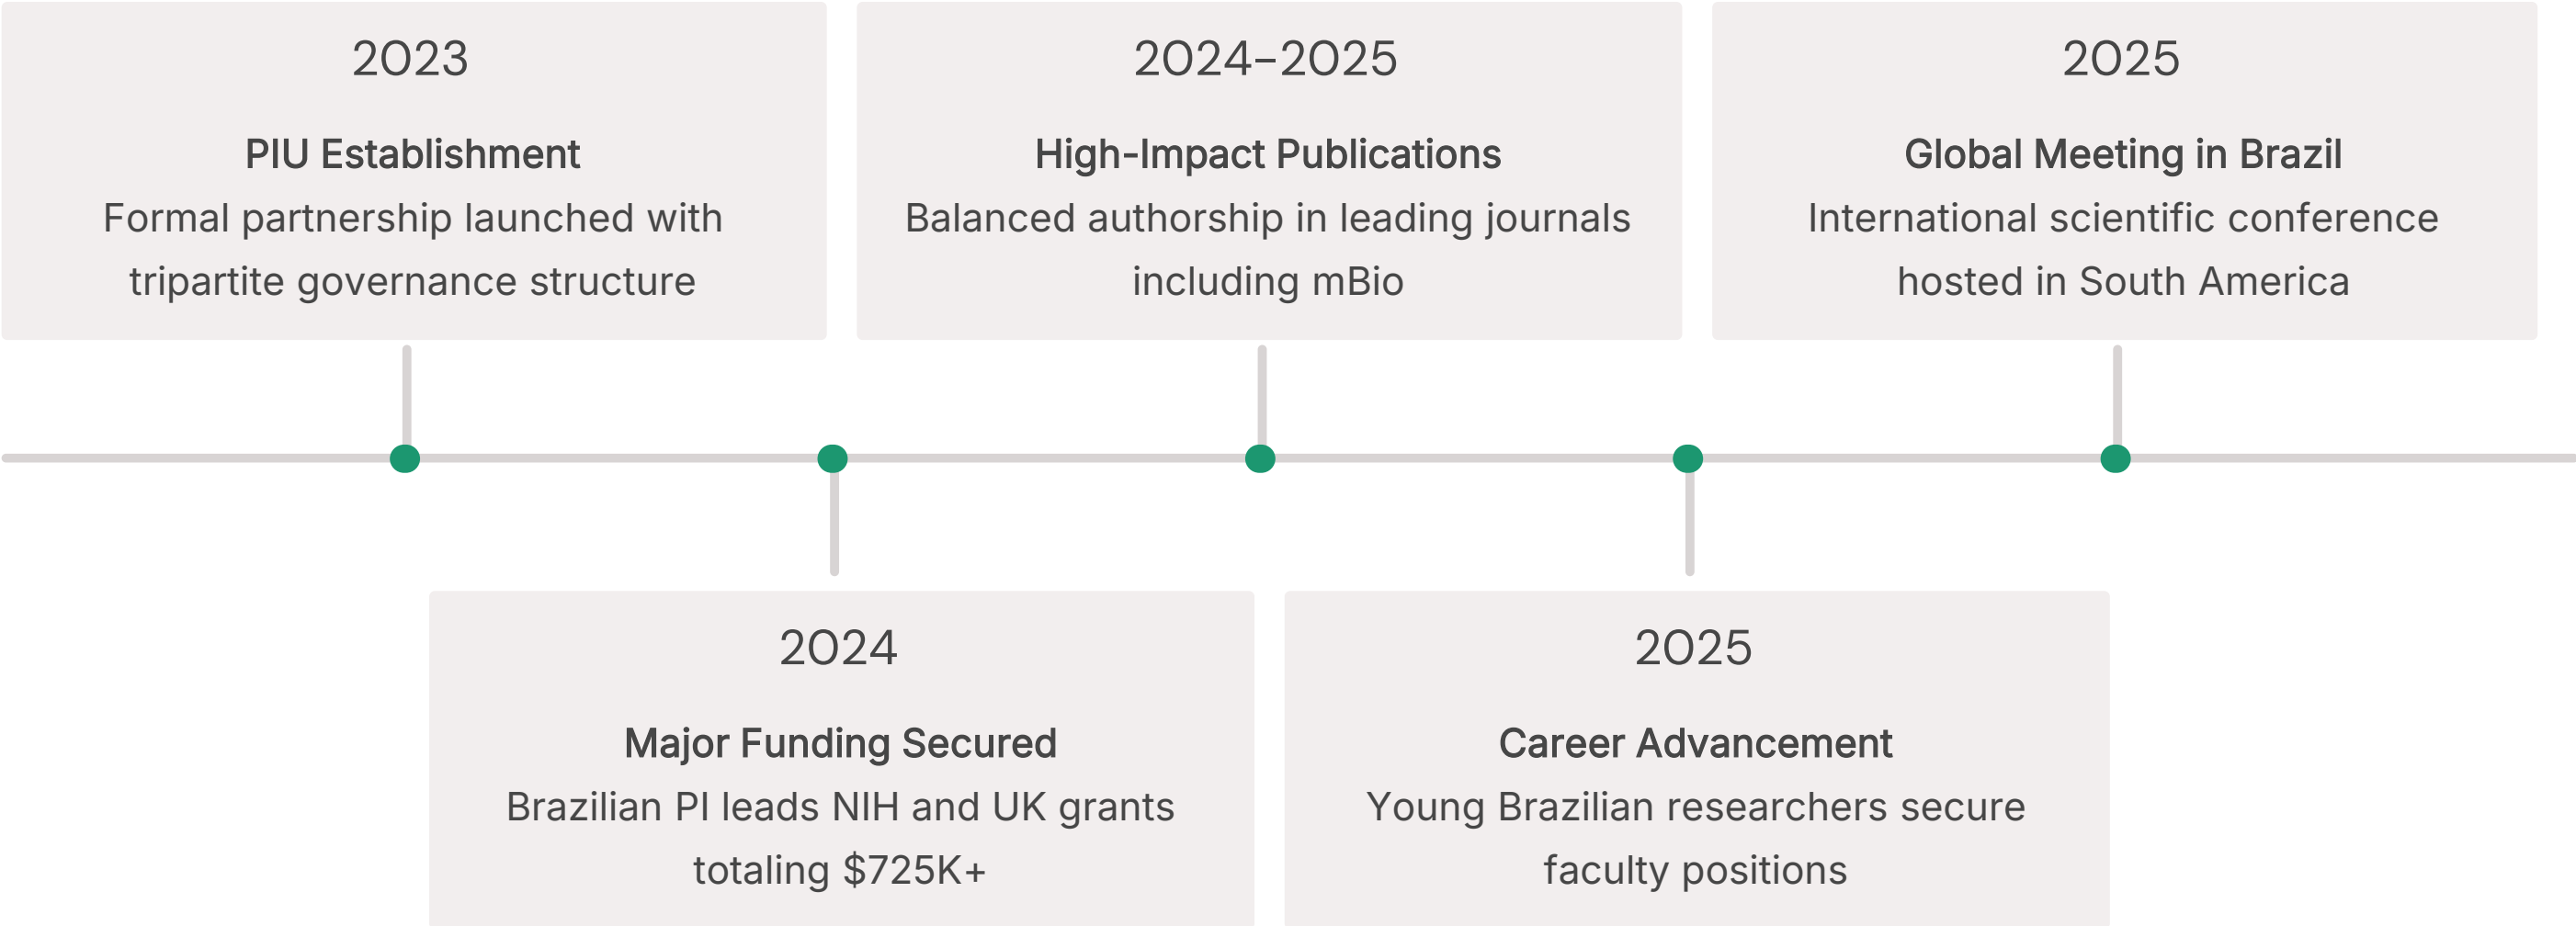 2023
PIU Establishment
Formal partnership launched with
tripartite governance structure
2024–2025
High-Impact Publications
Balanced authorship in leading journals
including mBio
2025
Global Meeting in Brazil
International scientific conference
hosted in South America
2024
Major Funding Secured
Brazilian PI leads NIH and UK grants
totaling $725K+
2025
Career Advancement
Young Brazilian researchers secure
faculty positions